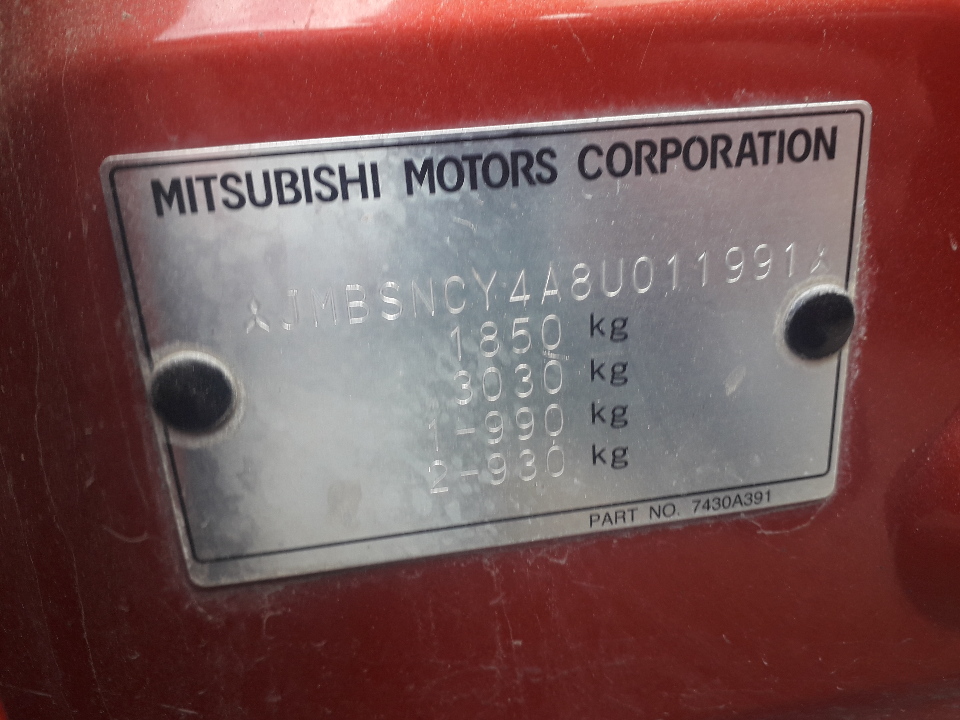 MITSUBISHI MOTORS CORPORATION
JMBSNCY4A8U011991
1850 kg
3030 kg
1-990 kg
2-930 kg
PART NO. 7430A391